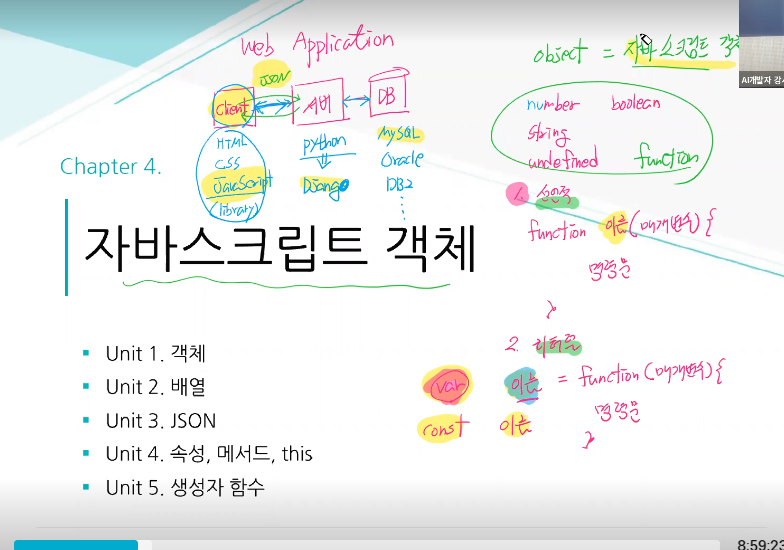 Web Application
JSON
Client
서버
DB
HTML
CSS
JavaScript
(library)
python
Django
MySQL
Oracle
DB2
object = 자바스크립트 객체
number boolean
string
undefined function
1. 선언적
function 이름(매개변수) {
명령문
}
2.
var 이름 = function(매개변수) {
const 이름
명령문
}
Chapter 4.
자바스크립트 객체
Unit 1. 객체
Unit 2. 배열
Unit 3. JSON
Unit 4. 속성, 메서드, this
Unit 5. 생성자 함수
AI개발자 강
8:59:23